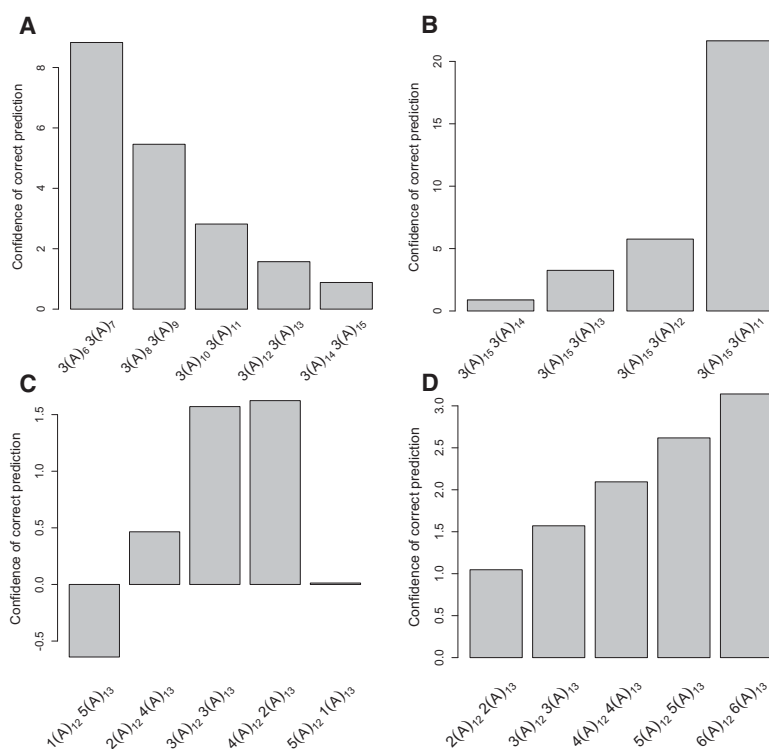 A
Confidence of correct prediction
8
6
4
2
0
3(A)₆ 3(A)₇
3(A)₈ 3(A)₉
3(A)₁₀ 3(A)₁₁
3(A)₁₂ 3(A)₁₃
3(A)₁₄ 3(A)₁₅
B
Confidence of correct prediction
20
15
10
5
0
3(A)₁₅ 3(A)₁₄
3(A)₁₅ 3(A)₁₃
3(A)₁₅ 3(A)₁₂
3(A)₁₅ 3(A)₁₁
C
Confidence of correct prediction
1.5
1.0
0.5
0.0
-0.5
1(A)₁₂ 5(A)₁₃
2(A)₁₂ 4(A)₁₃
3(A)₁₂ 3(A)₁₃
4(A)₁₂ 2(A)₁₃
5(A)₁₂ 1(A)₁₃
D
Confidence of correct prediction
3.0
2.5
2.0
1.5
1.0
0.5
0.0
2(A)₁₂ 2(A)₁₃
3(A)₁₂ 3(A)₁₃
4(A)₁₂ 4(A)₁₃
5(A)₁₂ 5(A)₁₃
6(A)₁₂ 6(A)₁₃